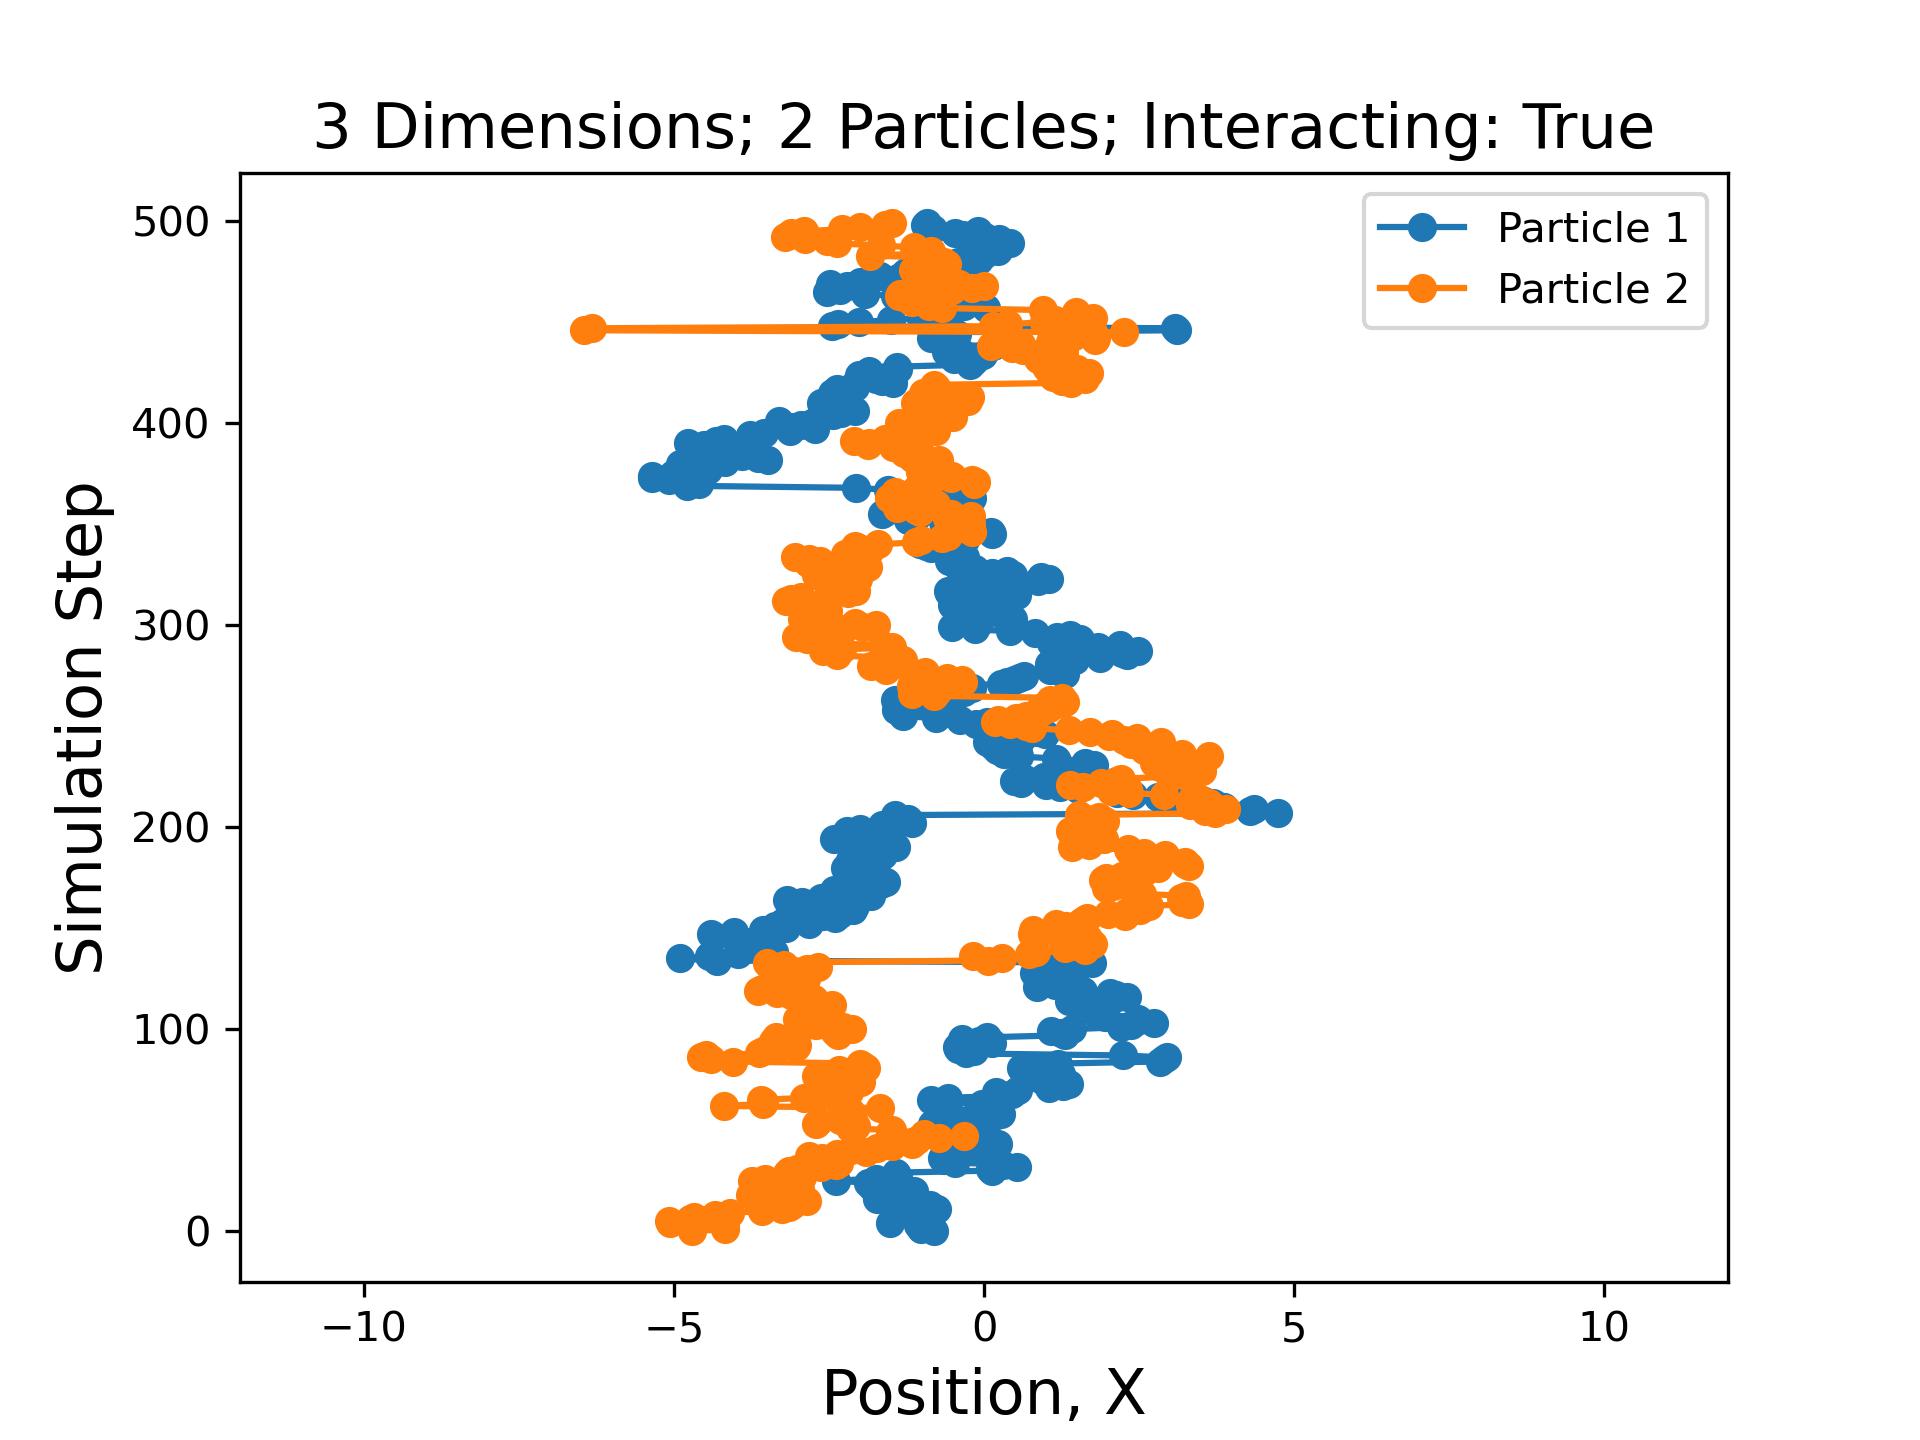 3 Dimensions; 2 Particles; Interacting: True
Particle 1
Particle 2
500
400
300
200
100
0
Simulation Step
−10
−5
0
5
10
Position, X